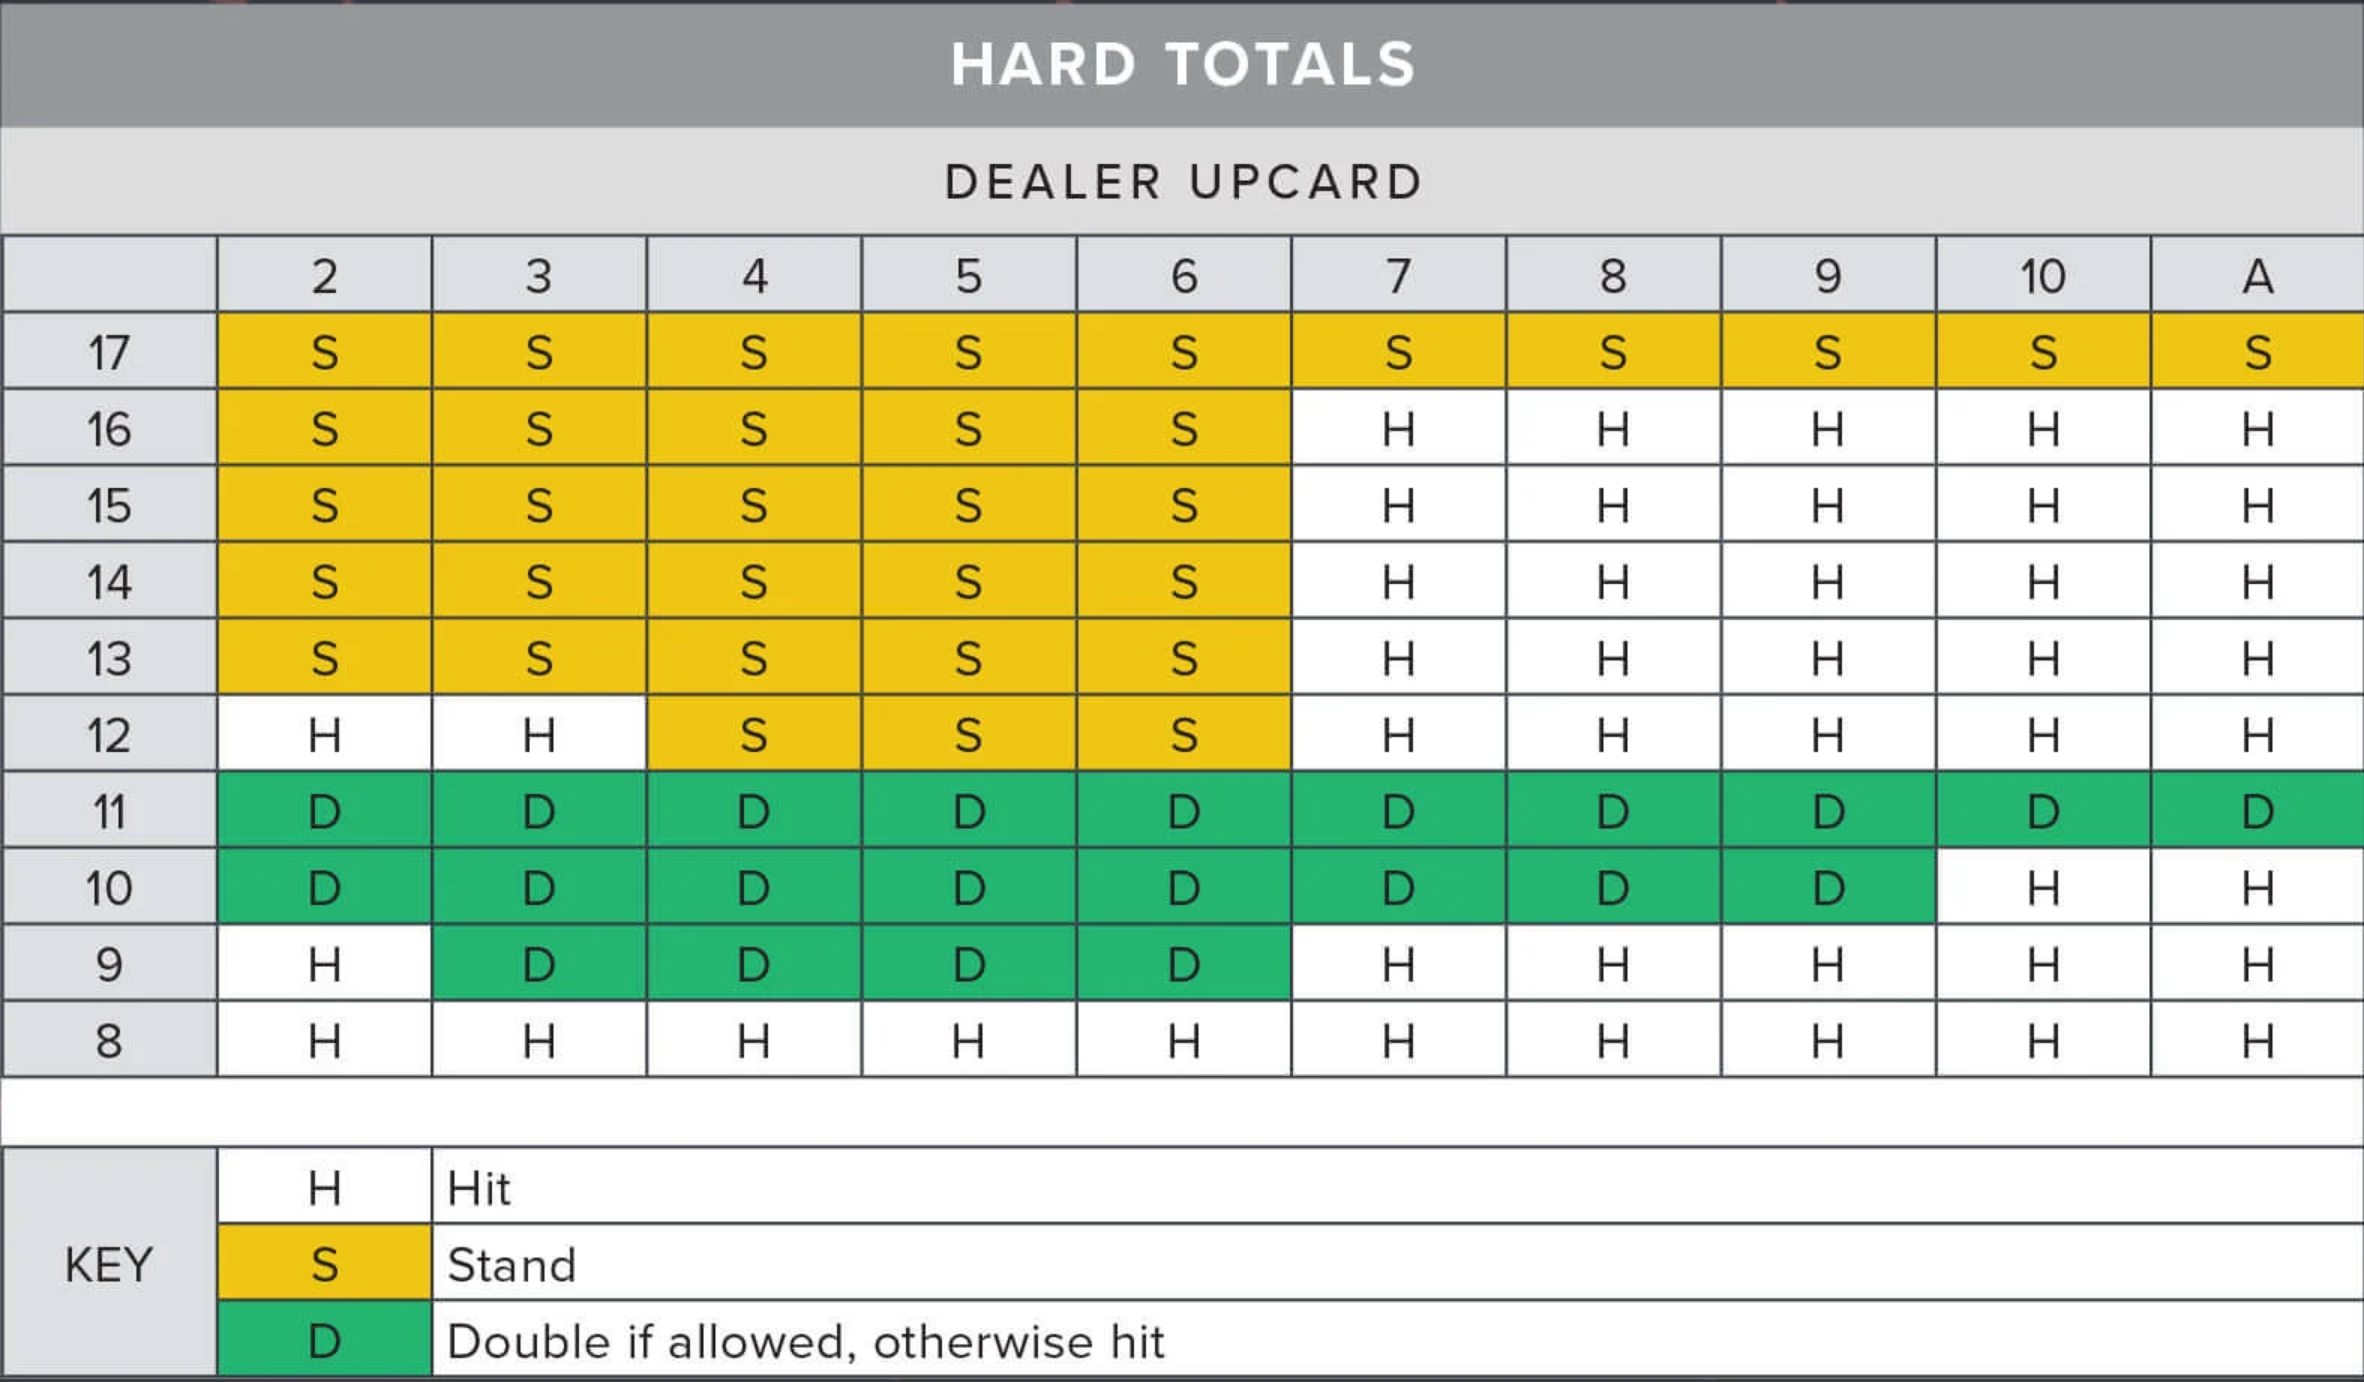 HARD TOTALS
DEALER UPCARD
2 3 4 5 6 7 8 9 10 A
17 S S S S S S S S S S
16 S S S S S H H H H H
15 S S S S S H H H H H
14 S S S S S H H H H H
13 S S S S S H H H H H
12 H H S S S H H H H H
11 D D D D D D D D D D
10 D D D D D D D D H H
9 H D D D D H H H H H
8 H H H H H H H H H H
H Hit
KEY S Stand
D Double if allowed, otherwise hit